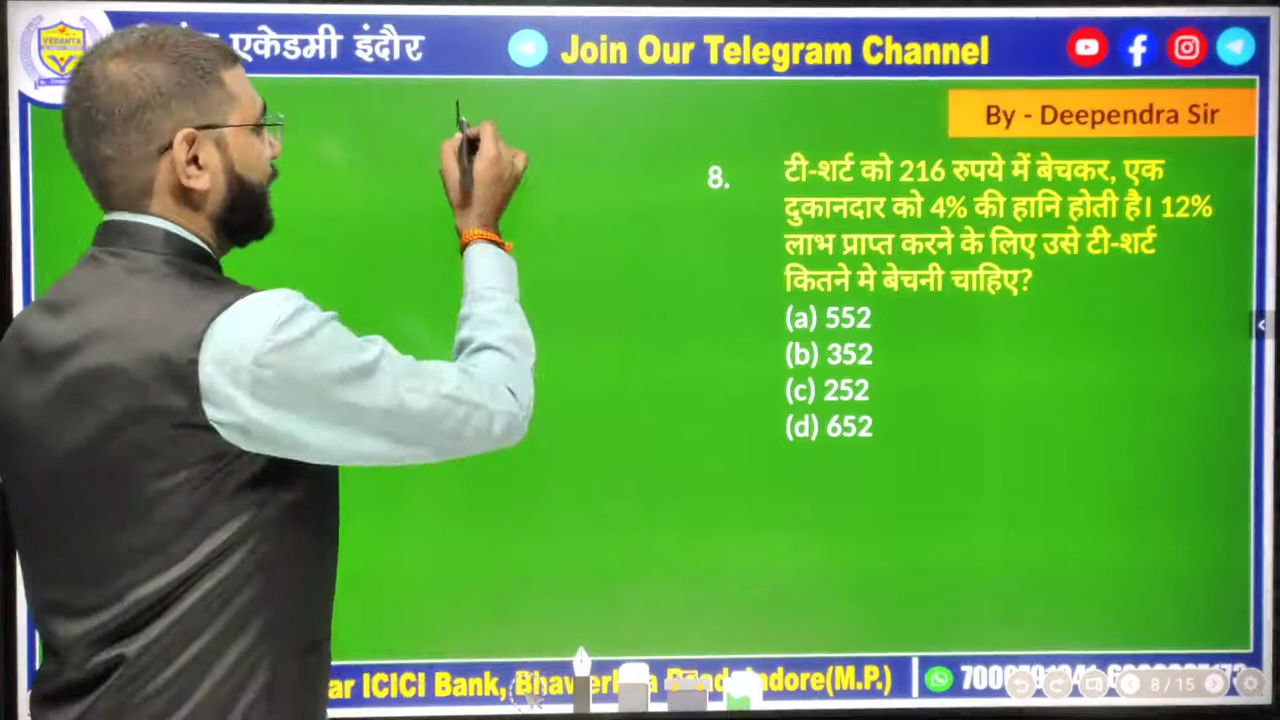 VEDANTA
एकेडमी इंदौर
Join Our Telegram Channel
By - Deependra Sir
8.
टी-शर्ट को 216 रुपये में बेचकर, एक
दुकानदार को 4% की हानि होती है। 12%
लाभ प्राप्त करने के लिए उसे टी-शर्ट
कितने मे बेचनी चाहिए?
(a) 552
(b) 352
(c) 252
(d) 652
ICICI Bank,
8 / 15